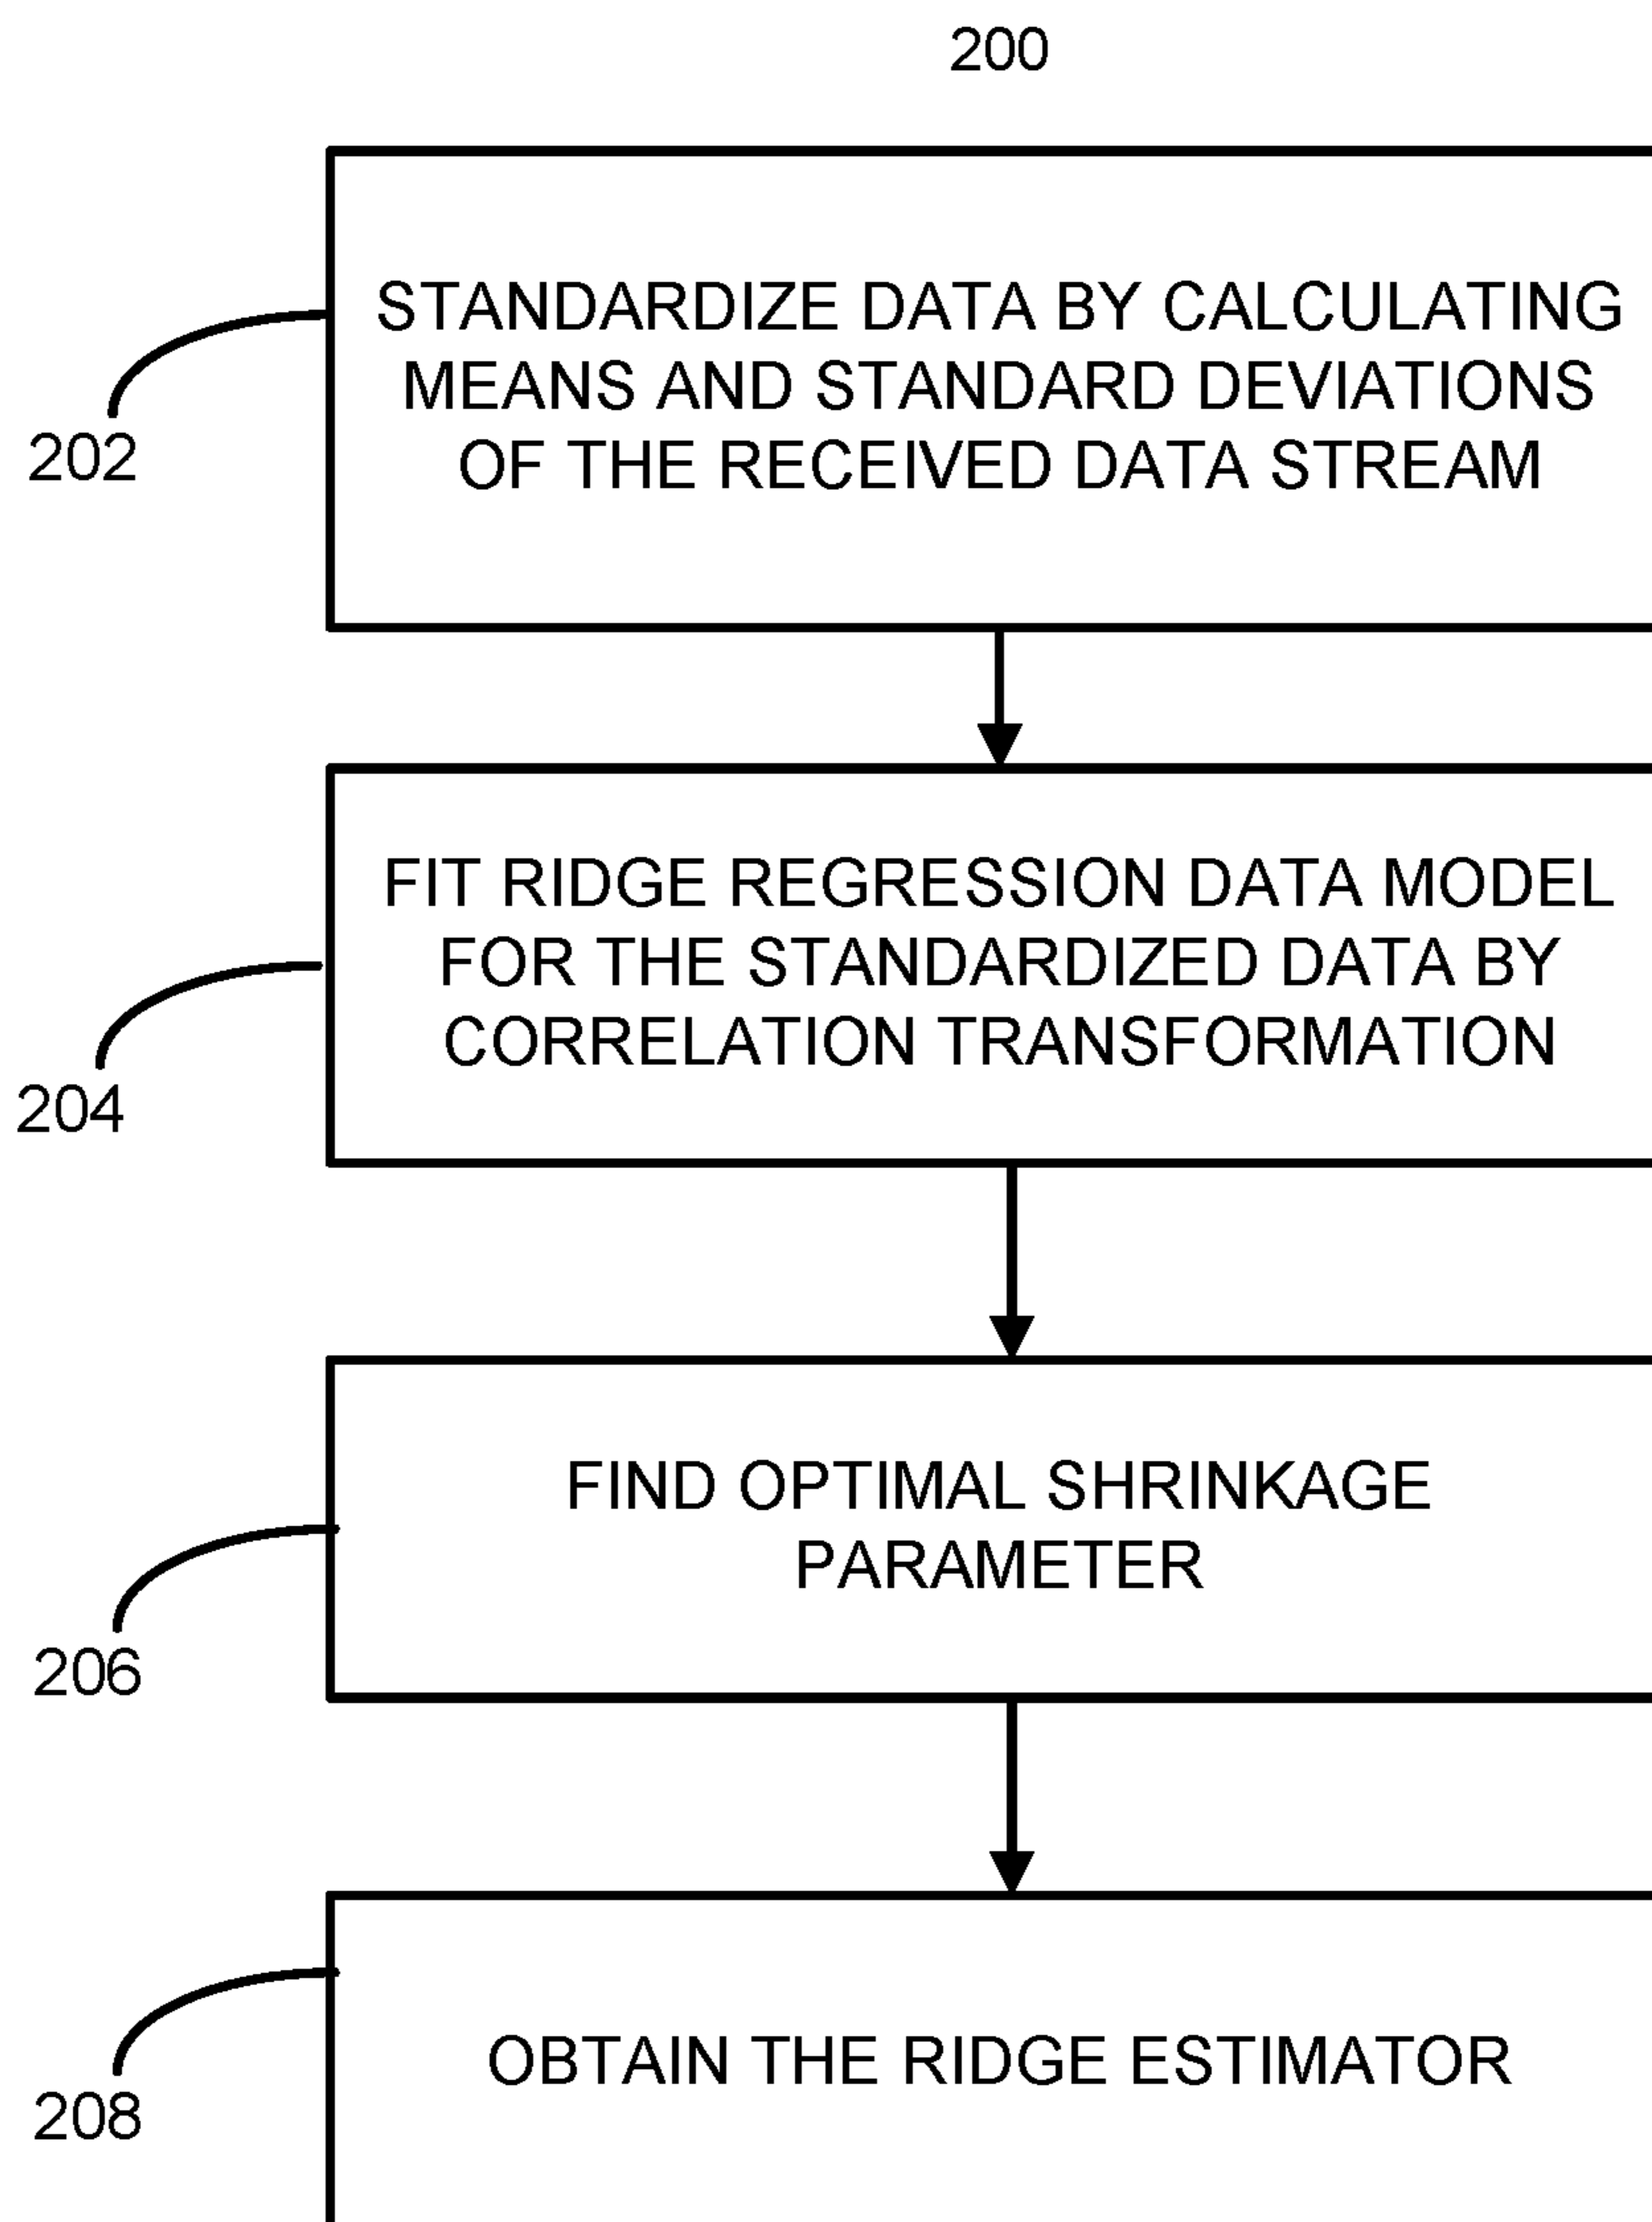 200
STANDARDIZE DATA BY CALCULATING
MEANS AND STANDARD DEVIATIONS
OF THE RECEIVED DATA STREAM
202
FIT RIDGE REGRESSION DATA MODEL
FOR THE STANDARDIZED DATA BY
CORRELATION TRANSFORMATION
204
FIND OPTIMAL SHRINKAGE
PARAMETER
206
OBTAIN THE RIDGE ESTIMATOR
208